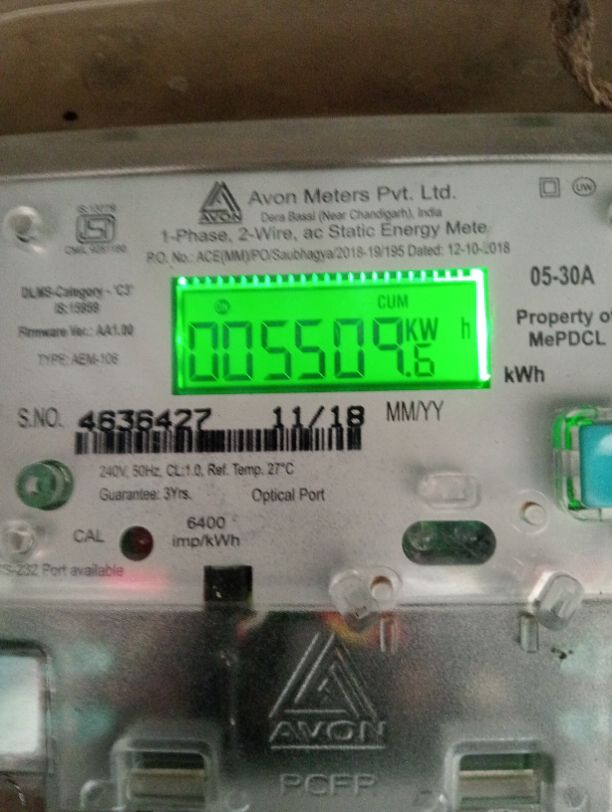 IS:13779
AVON
Avon Meters Pvt. Ltd.
Dera Bassi (Near Chandigarh), India
1-Phase, 2-Wire, ac Static Energy Mete
P.O. No.: ACE(MM)/PO/Saubhagya/2018-19/195 Dated: 12-10-2018
DLMS-Category - 'C3'
IS:15959
Firmware Ver.: AA1.00
TYPE: AEM-106
CUM
005509.6 KW h
05-30A
Property of
MePDCL
kWh
S.NO. 4636427 11/18 MM/YY
240V, 50Hz, CL:1.0, Ref. Temp. 27°C
Guarantee: 3Yrs. Optical Port
CAL 6400
imp/kWh
RS-232 Port available
AVON